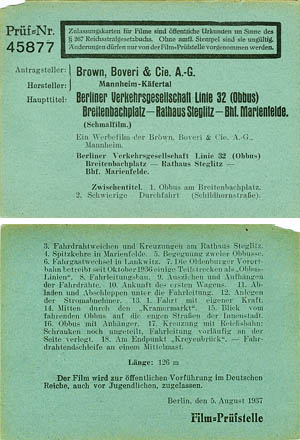 Prüf=Nr.
45877
Zulassungskarten für Filme sind öffentliche Urkunden im Sinne des
§ 267 Reichsstrafgesetzbuchs. Ohne amtl. Stempel sind sie ungültig.
Änderungen dürfen nur von der Film=Prüfstelle vorgenommen werden.
Antragsteller: Brown, Boveri & Cie. A.-G.
Hersteller: Mannheim-Käfertal
Haupttitel: Berliner Verkehrsgesellschaft Linie 32 (Obbus)
Breitenbachplatz — Rathaus Steglitz — Bhf. Marienfelde.
(Schmalfilm.)
Ein Werbefilm der Brown, Boveri & Cie. A.-G.,
Mannheim.
Berliner Verkehrsgesellschaft Linie 32 (Obbus)
Breitenbachplatz — Rathaus Steglitz —
Bhf. Marienfelde.
Zwischentitel. 1. Obbus am Breitenbachplatz.
2. Schwierige Durchfahrt (Schildhornstraße).
3. Fahrdrahtweichen und Kreuzungen am Rathaus Steglitz.
4. Spitzkehre in Marienfelde. 5. Begegnung zweier Obbusse.
6. Fahrgastwechsel in Lankwitz. 7. Die Oldenburger Vorort-
bahn betreibt seit Oktober 1936 einige Teilstrecken als „Obbus-
Linien". 8. Fahrleitungsbau. 9. Ausziehen und Aufhängen
der Fahrdrähte. 10. Ankunft des ersten Wagens. 11. Ab-
laden und Abschleppen unter die Fahrleitung. 12. Anlegen
der Stromabnehmer. 13. 1. Fahrt mit eigener Kraft.
14. Mitten durch den „Kramermarkt". 15. Blick vom
fahrenden Obbus auf die engen Straßen der Innenstadt.
16. Obbus mit Anhänger. 17. Kreuzung mit Reichsbahn:
Schranken noch ungeteilt, Fahrleitung vorläufig an der
Seite verlegt. 18. Am Endpunkt „Kreyenbrück". — Fahr-
drahtendschleife an einem Mittelmast.
Länge: 126 m
Der Film wird zur öffentlichen Vorführung im Deutschen
Reiche, auch vor Jugendlichen, zugelassen.
Berlin, den 5. August 1937
Film=Prüfstelle